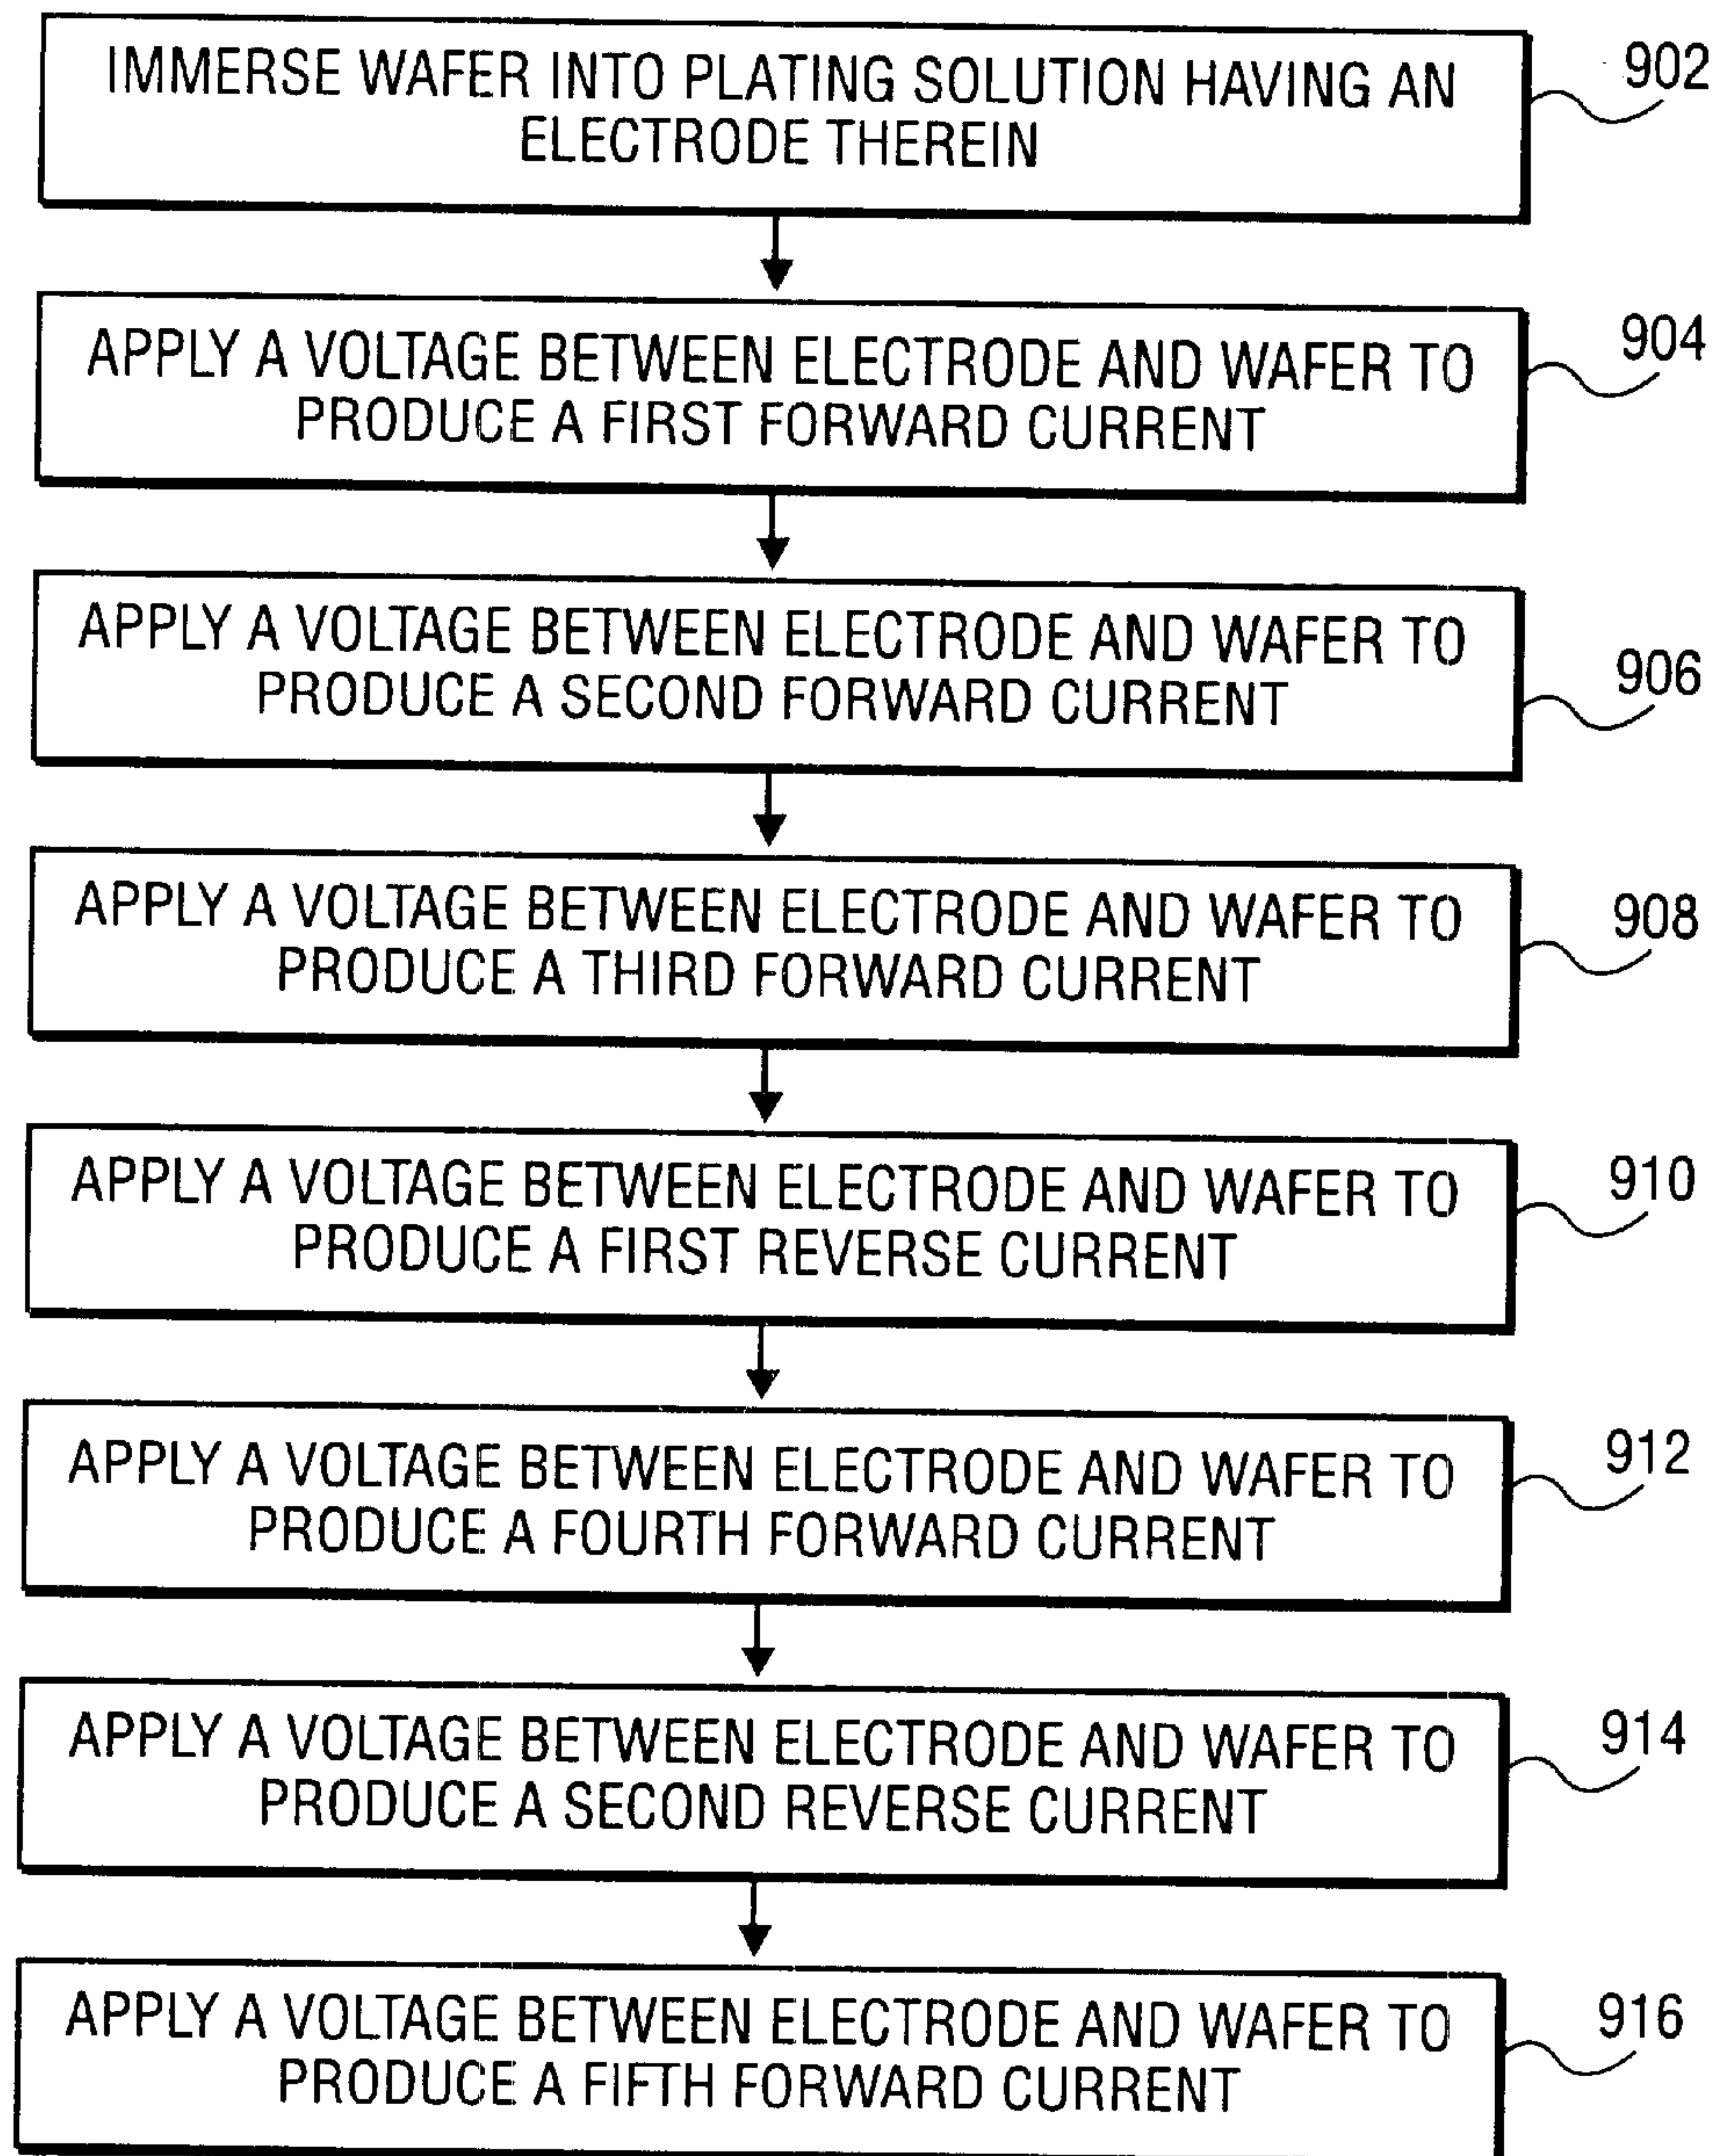 IMMERSE WAFER INTO PLATING SOLUTION HAVING AN
ELECTRODE THEREIN
902
APPLY A VOLTAGE BETWEEN ELECTRODE AND WAFER TO
PRODUCE A FIRST FORWARD CURRENT
904
APPLY A VOLTAGE BETWEEN ELECTRODE AND WAFER TO
PRODUCE A SECOND FORWARD CURRENT
906
APPLY A VOLTAGE BETWEEN ELECTRODE AND WAFER TO
PRODUCE A THIRD FORWARD CURRENT
908
APPLY A VOLTAGE BETWEEN ELECTRODE AND WAFER TO
PRODUCE A FIRST REVERSE CURRENT
910
APPLY A VOLTAGE BETWEEN ELECTRODE AND WAFER TO
PRODUCE A FOURTH FORWARD CURRENT
912
APPLY A VOLTAGE BETWEEN ELECTRODE AND WAFER TO
PRODUCE A SECOND REVERSE CURRENT
914
APPLY A VOLTAGE BETWEEN ELECTRODE AND WAFER TO
PRODUCE A FIFTH FORWARD CURRENT
916